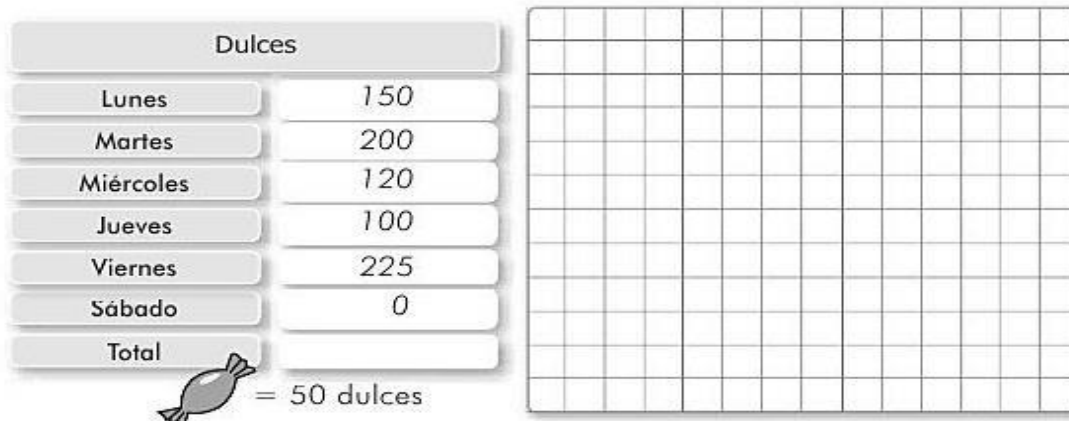 Dulces
Lunes 150
Martes 200
Miércoles 120
Jueves 100
Viernes 225
Sábado 0
Total
= 50 dulces